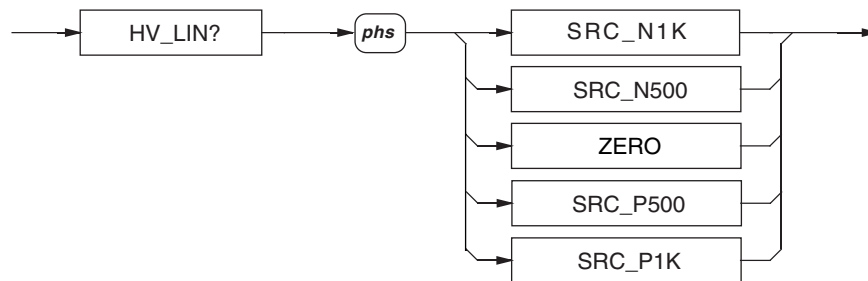 HV_LIN?
phs
SRC_N1K
SRC_N500
ZERO
SRC_P500
SRC_P1K